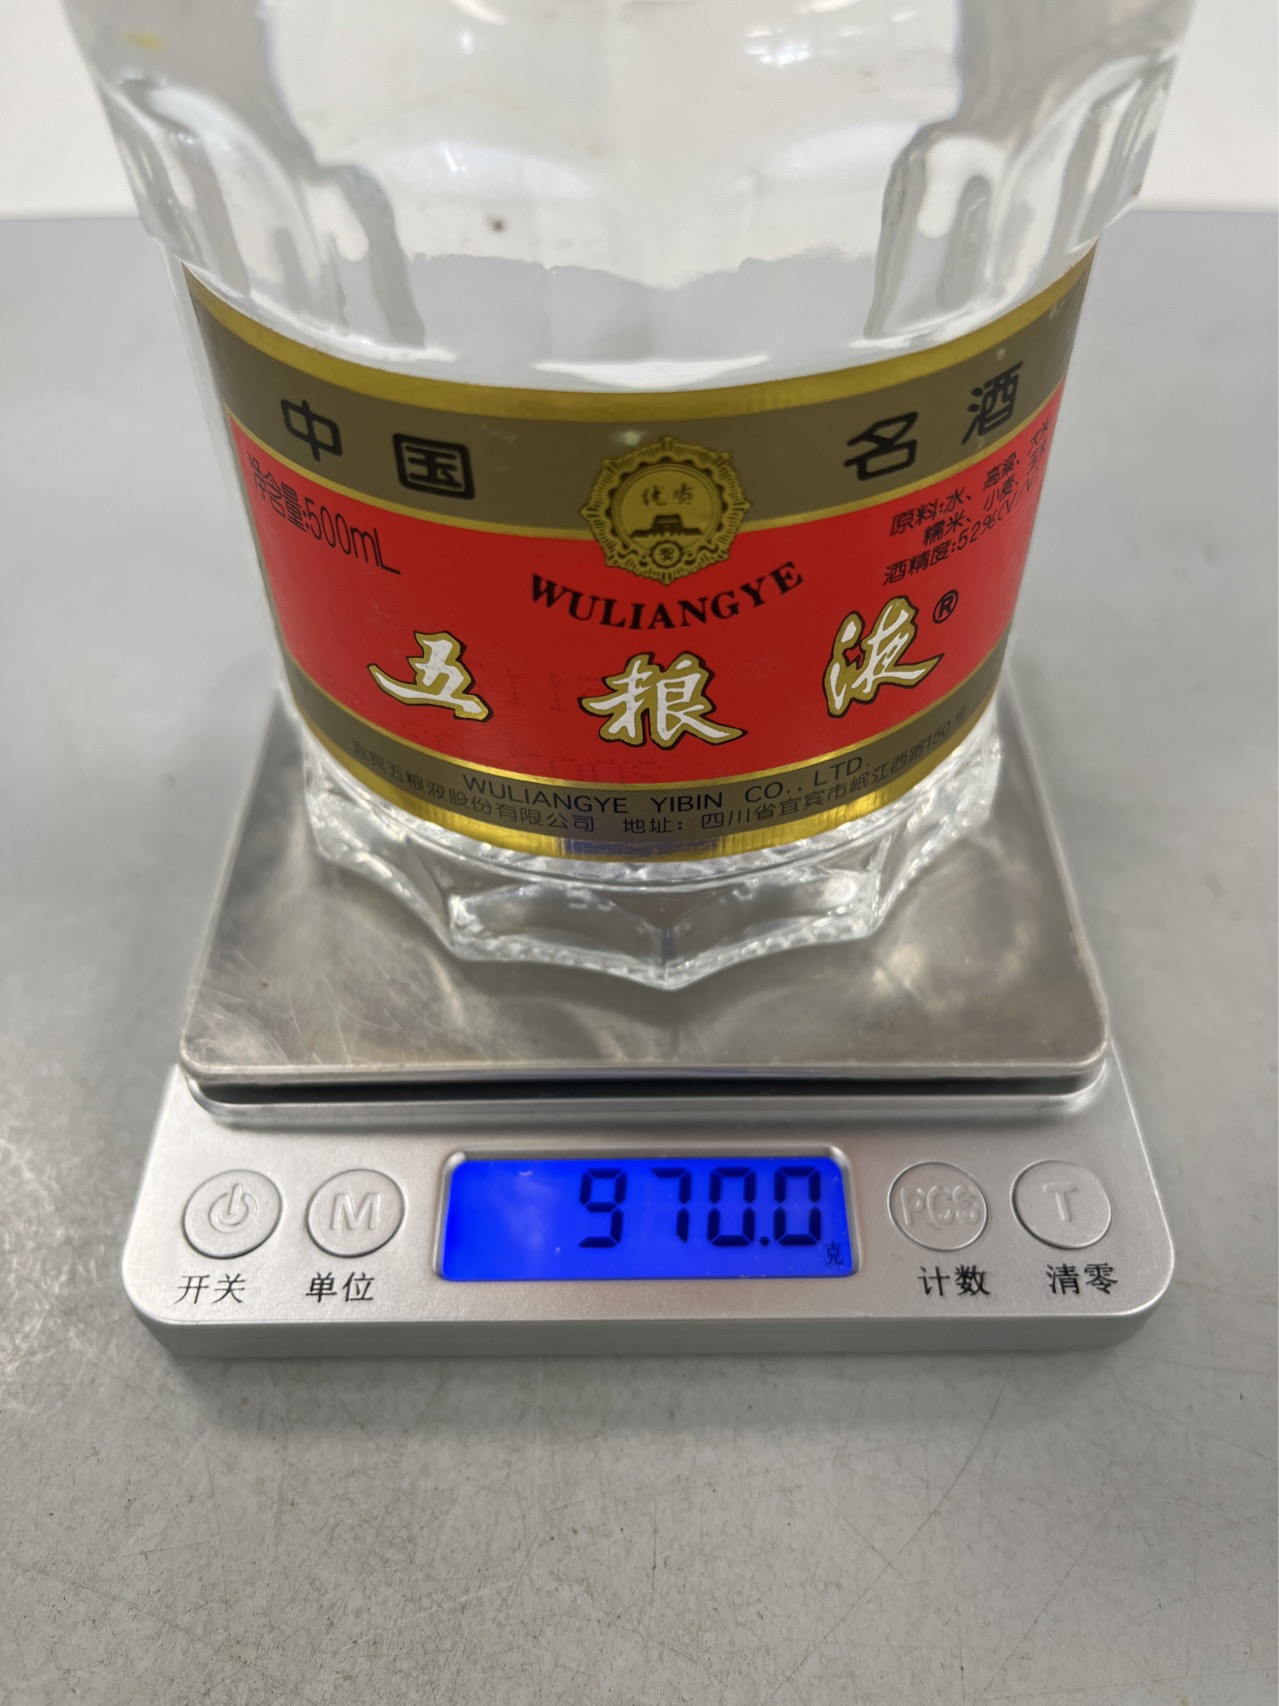 中国 名酒
净含量:500mL
优质
原料:水、高粱、大米、
糯米、小麦、玉米
酒精度:52%(V/V)
WULIANGYE
五粮液®
WULIANGYE YIBIN CO., LTD.
宜宾五粮液股份有限公司 地址：四川省宜宾市岷江西路150号
970.0
克
M
PCS
T
开关
单位
计数
清零